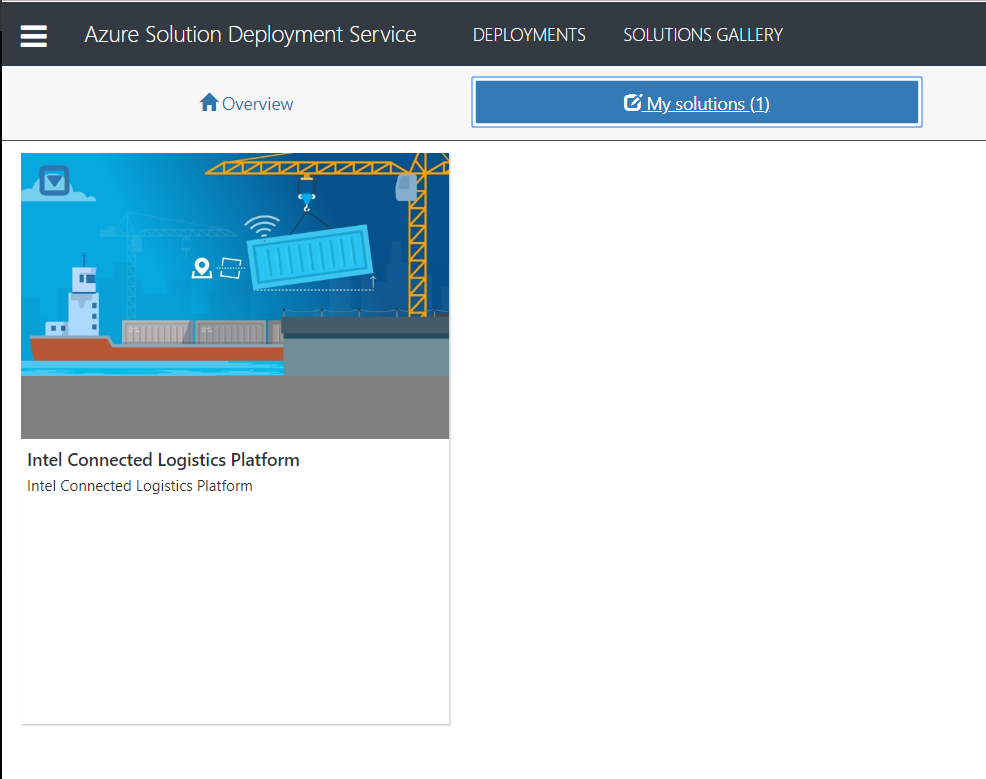 Azure Solution Deployment Service DEPLOYMENTS SOLUTIONS GALLERY
Overview My solutions (1)
Intel Connected Logistics Platform
Intel Connected Logistics Platform